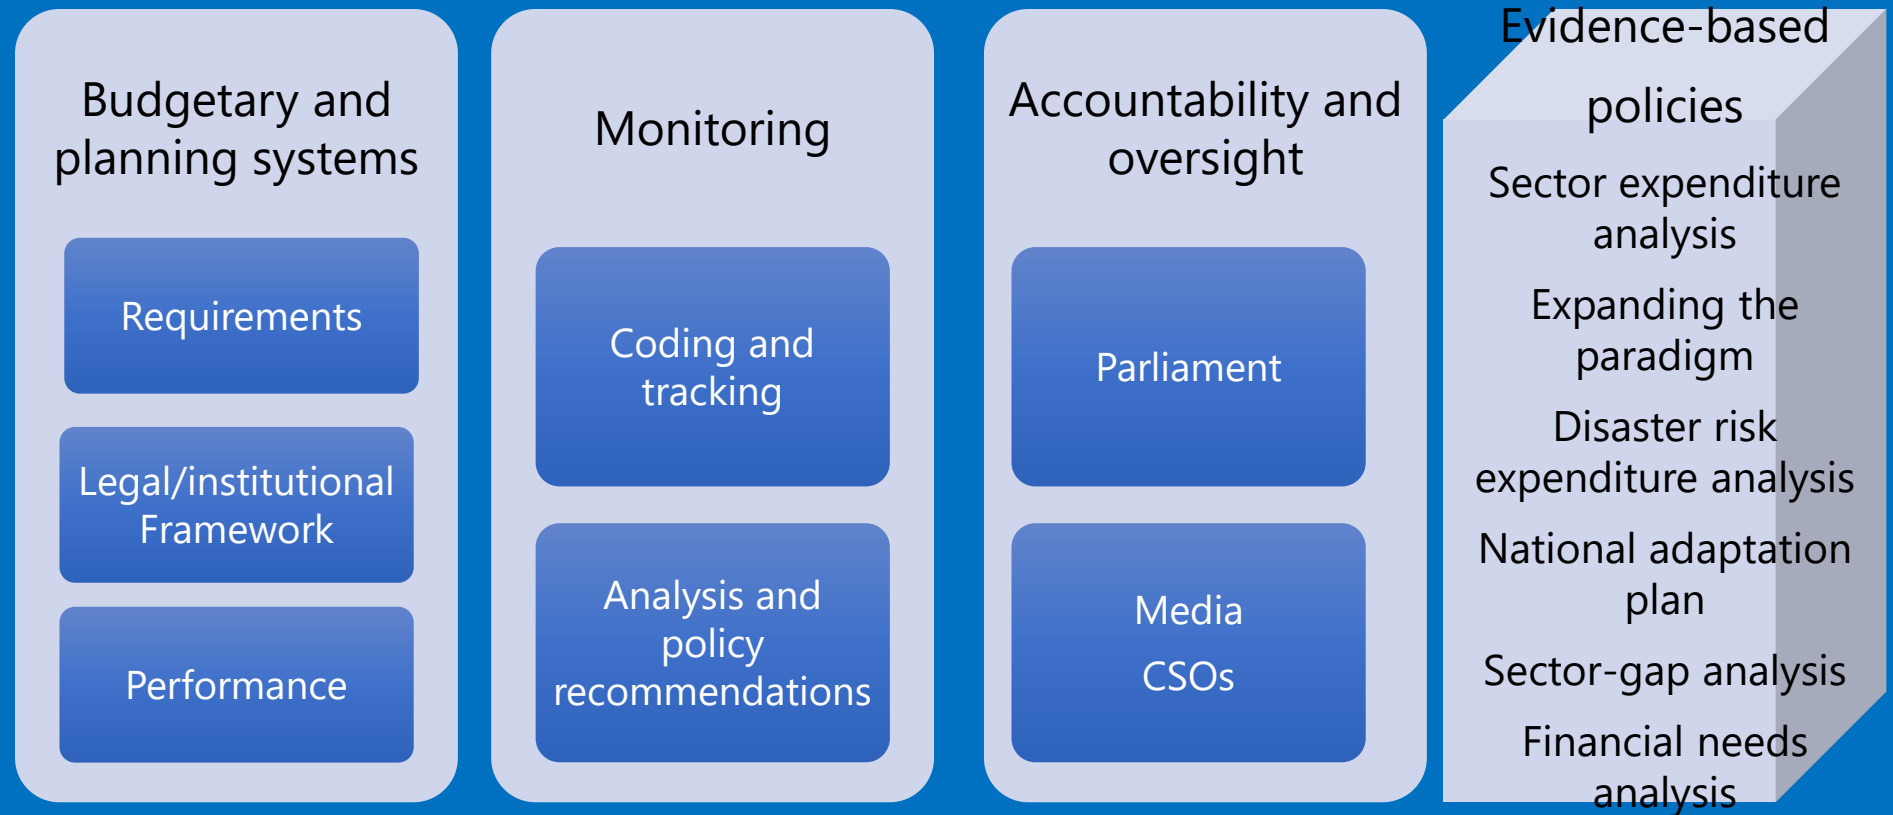 Budgetary and
planning systems
Requirements
Legal/institutional
Framework
Performance
Monitoring
Coding and
tracking
Analysis and
policy
recommendations
Accountability and
oversight
Parliament
Media
CSOs
Evidence-based
policies
Sector expenditure
analysis
Expanding the
paradigm
Disaster risk
expenditure analysis
National adaptation
plan
Sector-gap analysis
Financial needs
analysis